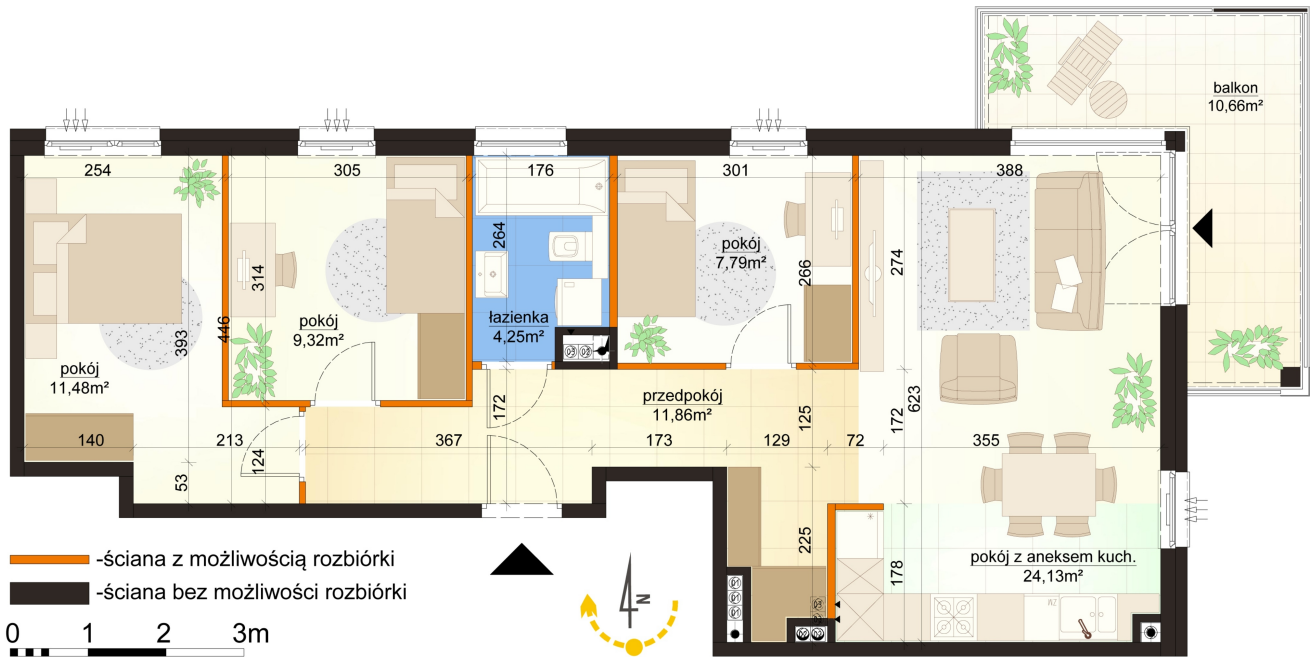 balkon
10,66m²
254
305
176
301
388
264
pokój
7,79m²
266
274
314
446
393
łazienka
4,25m²
pokój
9,32m²
pokój
11,48m²
przedpokój
11,86m²
172
125
172
623
140
213
124
367
173
129
72
355
53
225
178
pokój z aneksem kuch.
24,13m²
ZM
-ściana z możliwością rozbiórki
-ściana bez możliwości rozbiórki
0 1 2 3m
N